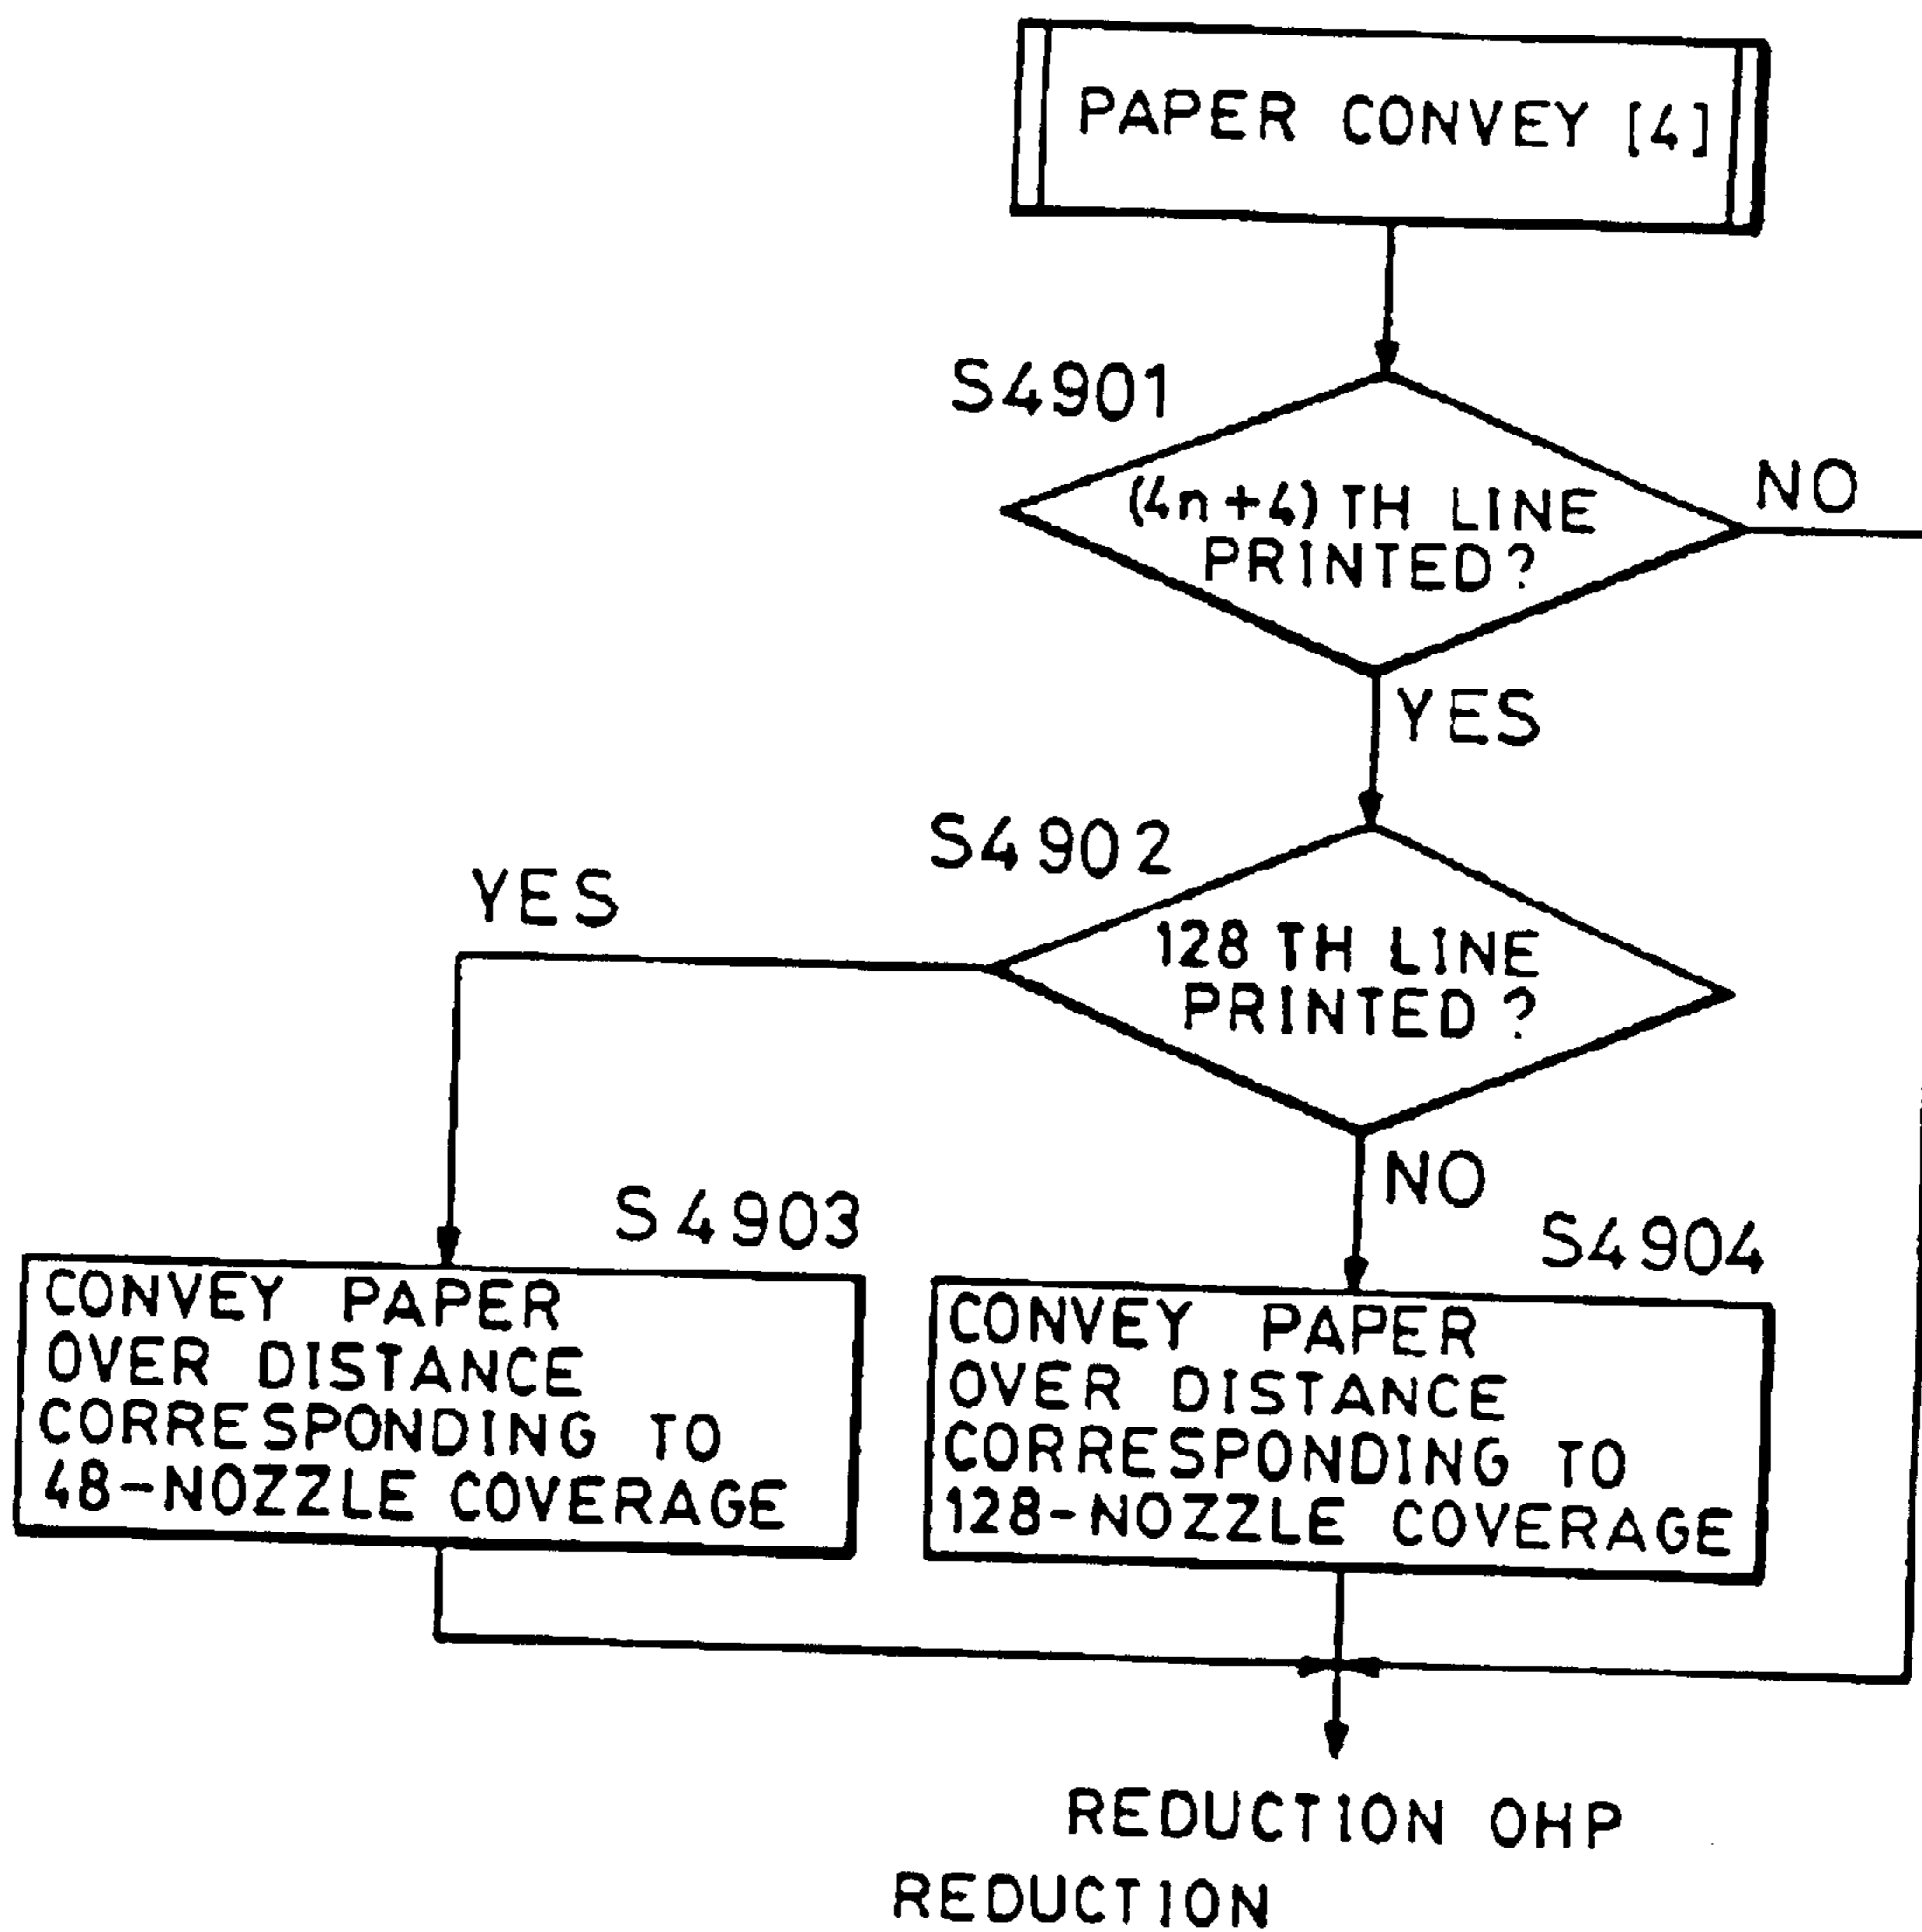 PAPER CONVEY [4]
S4901
(4n+4) TH LINE
PRINTED?
NO
YES
S4902
128 TH LINE
PRINTED?
YES
NO
S4903
CONVEY PAPER
OVER DISTANCE
CORRESPONDING TO
48-NOZZLE COVERAGE
S4904
CONVEY PAPER
OVER DISTANCE
CORRESPONDING TO
128-NOZZLE COVERAGE
REDUCTION OHP
REDUCTION